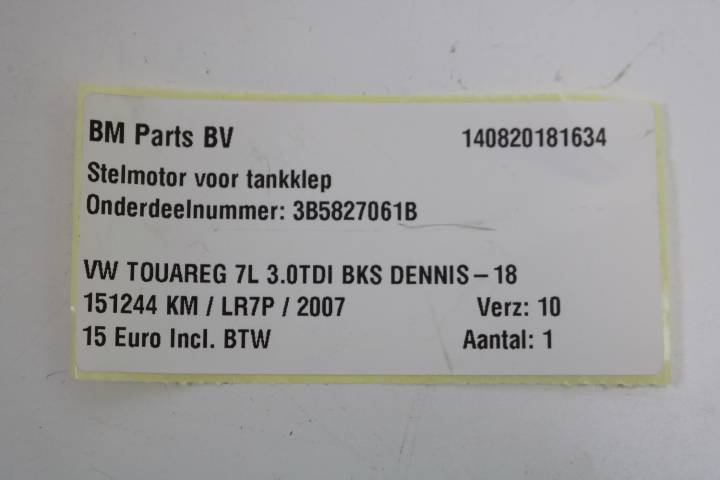 BM Parts BV 140820181634
Stelmotor voor tankklep
Onderdeelnummer: 3B5827061B
VW TOUAREG 7L 3.0TDI BKS DENNIS – 18
151244 KM / LR7P / 2007 Verz: 10
15 Euro Incl. BTW Aantal: 1